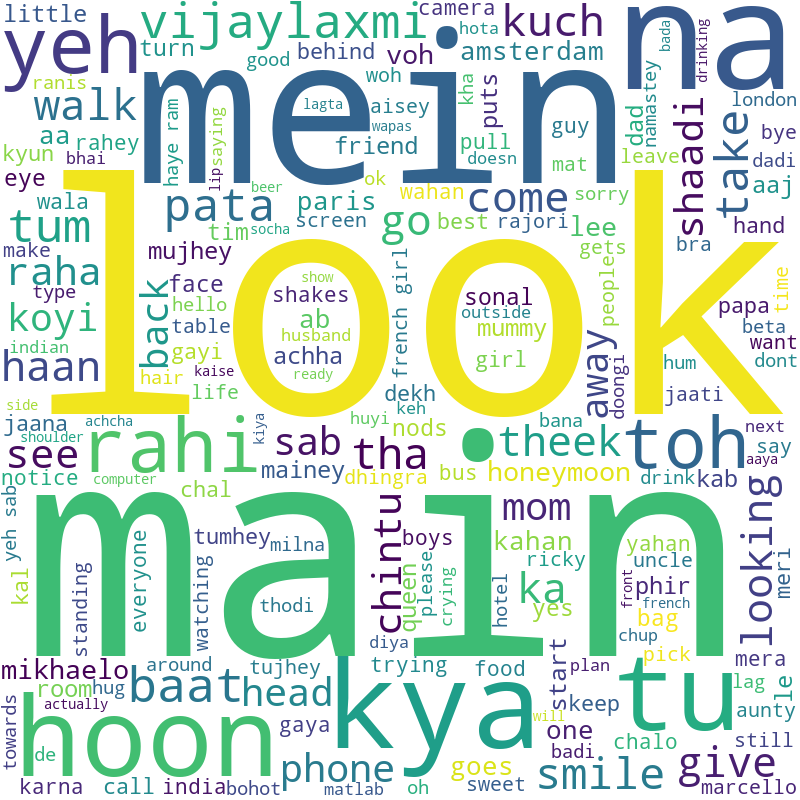 little
vijaylaxmi
camera
kuch
yeh
turn
good
behind
voh
hota
amsterdam
na
bada
drinking
ranis
walk
mein
lagta
woh
aisey
wapas
kha
puts
guy
dad
namastey
london
bye
aa
rahey
haye ram
lip
saying
friend
pull
doesn
mat
leave
shaadi
take
dadi
kyun
bhai
ok
eye
wala
pata
paris
wahan
come
sorry
aaj
tum
tim
beer
socha
screen
go
best
rajori
lee
gets
bra
hand
make
mujhey
look
raha
type
back
face
show
shakes
hello
ab
french girl
sonal
outside
people
papa
time
beta
want
koyi
table
husband
mummy
indian
gayi
achha
girl
away
doongi
hum
dont
haan
hair
kaise
ready
life
dekh
jaati
side
jaana
achcha
kiya
huyi
keh
nods
bana
toh
next
see
shoulder
rahi
sab
tha
theek
say
aaya
notice
computer
mainey
dhingra
bus
honeymoon
drink
kab
yeh sab
chal
chintu
mom
looking
main
kal
standing
everyone
tumhey
milna
watching
thodi
boys
queen
please
crying
kahan
ricky
yahan
uncle
hotel
ka
yes
front
phir
french
meri
bag
diya
chup
mikhaelo
around
tujhey
trying
food
start
plan
pick
mera
room
hug
baat
head
kya
tu
lag
le
actually
towards
hoon
gaya
will
keep
aunty
one
badi
chalo
still
de
phone
goes
smile
give
karna
call
india
bohot
matlab
oh
sweet
marcello